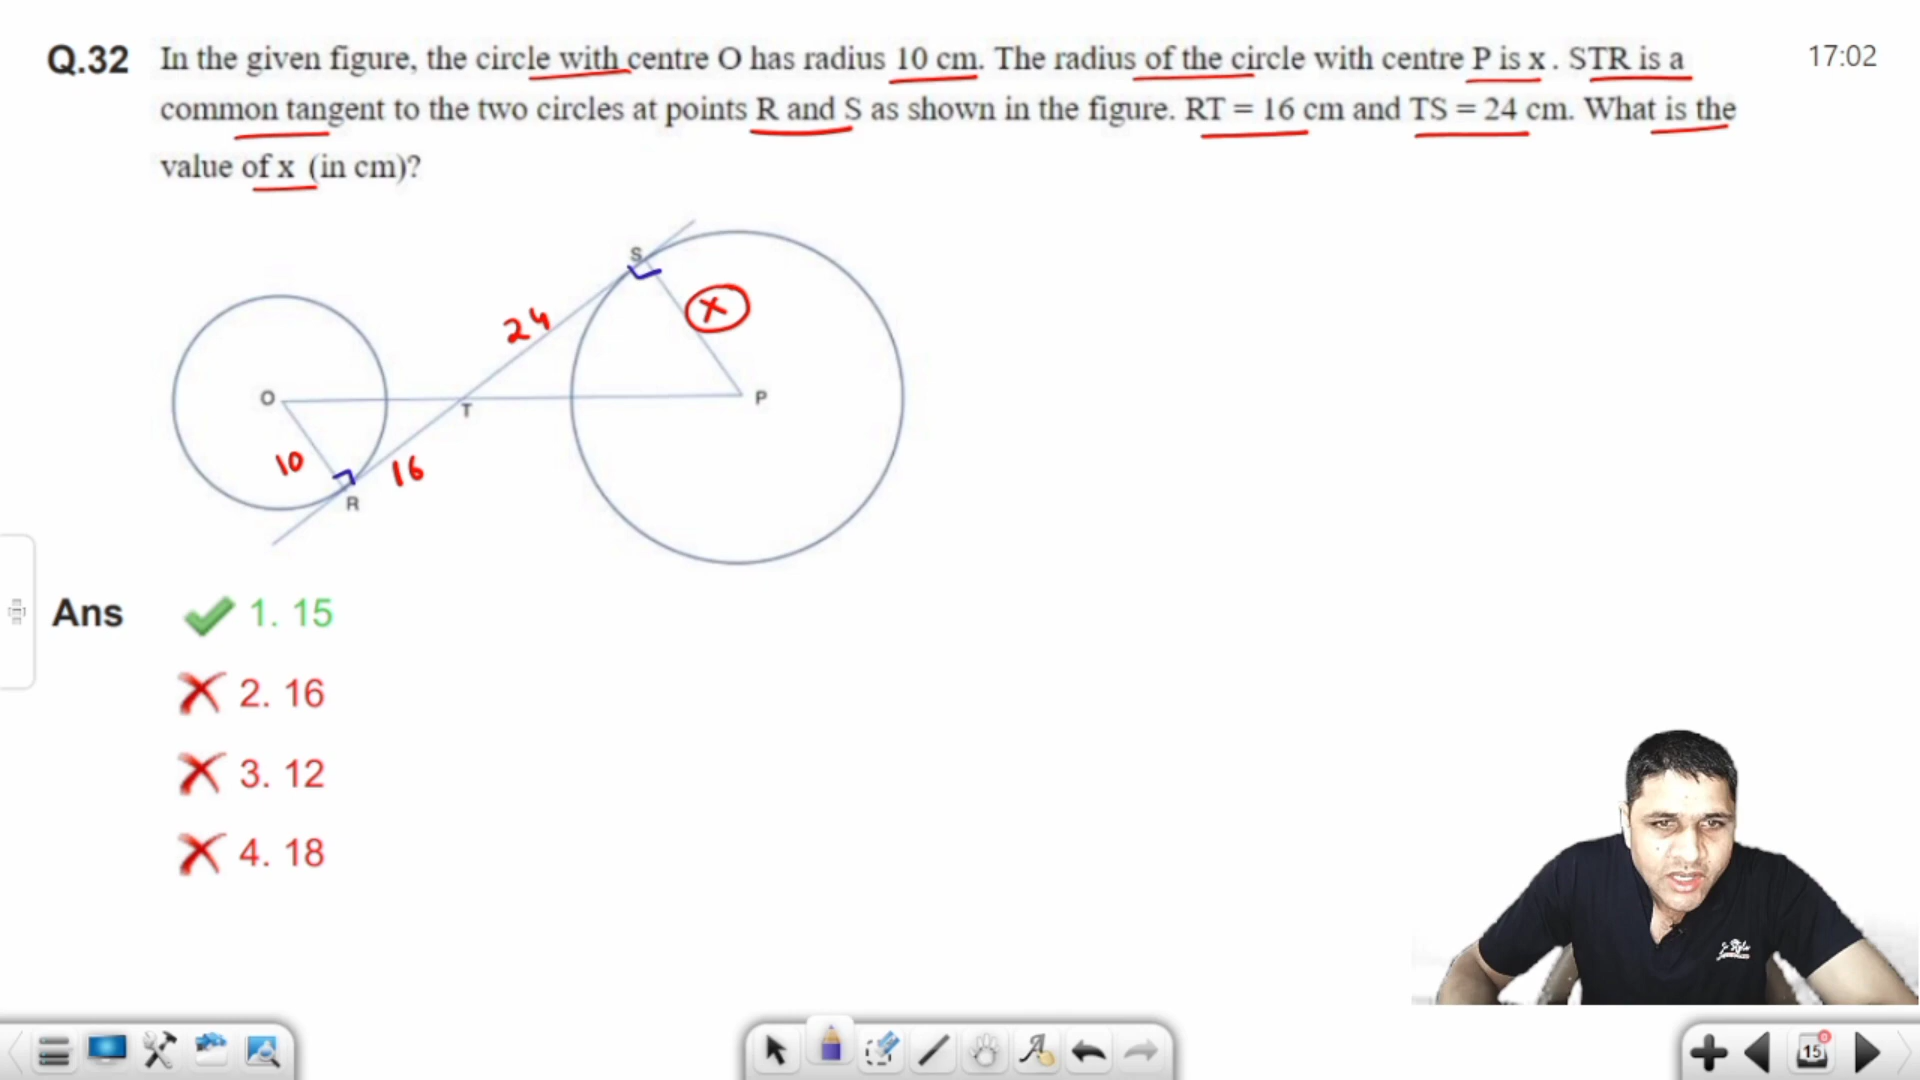 Q.32 In the given figure, the circle with centre O has radius 10 cm. The radius of the circle with centre P is x. STR is a
17:02
common tangent to the two circles at points R and S as shown in the figure. RT = 16 cm and TS = 24 cm. What is the
value of x (in cm)?
S
x
24
O
T
P
10
16
R
Ans 1. 15
2. 16
3. 12
4. 18
15